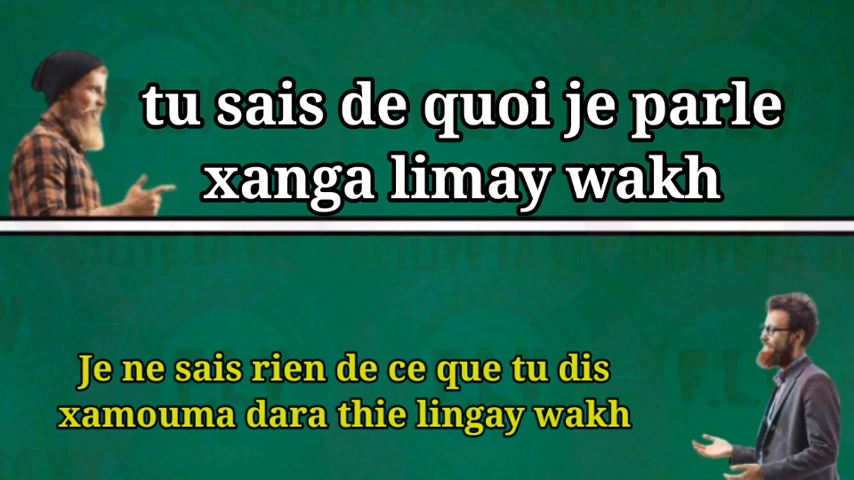 tu sais de quoi je parle
xanga limay wakh
Je ne sais rien de ce que tu dis
xamouma dara thie lingay wakh
F.L.V